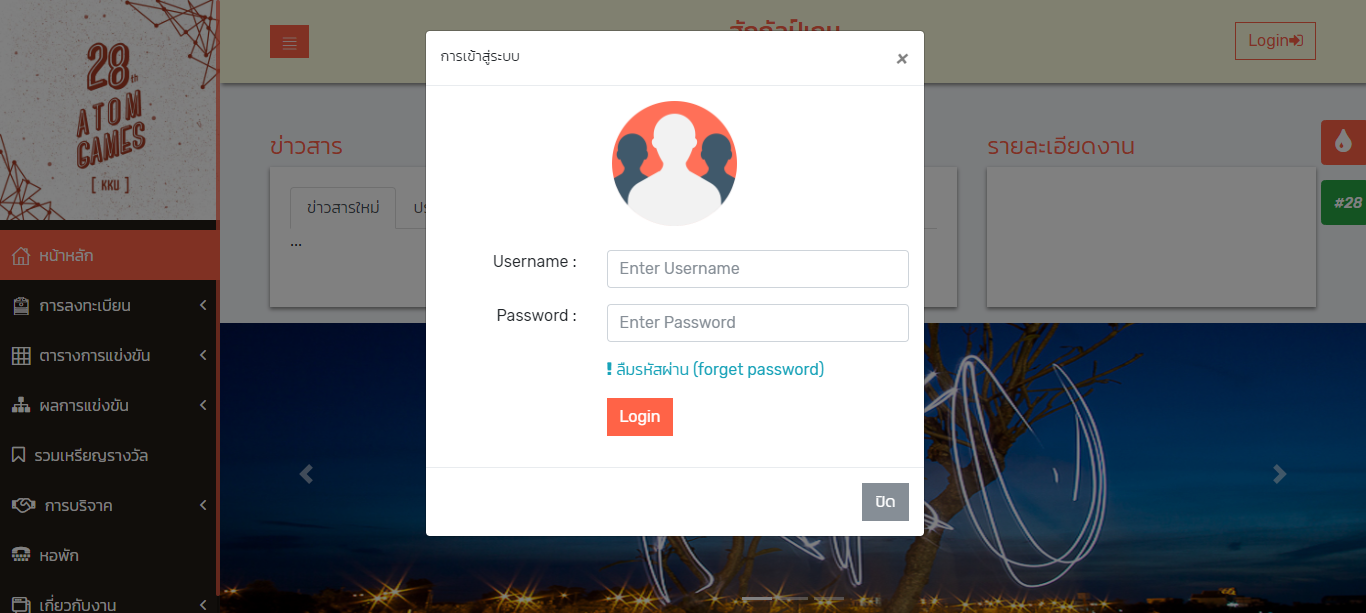 28th
ATOM
GAMES
[ KKU ]
หน้าหลัก
การลงทะเบียน
ตารางการแข่งขัน
ผลการแข่งขัน
รวมเหรียญรางวัล
การบริจาค
หอพัก
เกี่ยวกับงาน
Login
ข่าวสาร
ข่าวสารใหม่
...
รายละเอียดงาน
#28
การเข้าสู่ระบบ
×
Username :
Enter Username
Password :
Enter Password
! ลืมรหัสผ่าน (forget password)
Login
ปิด